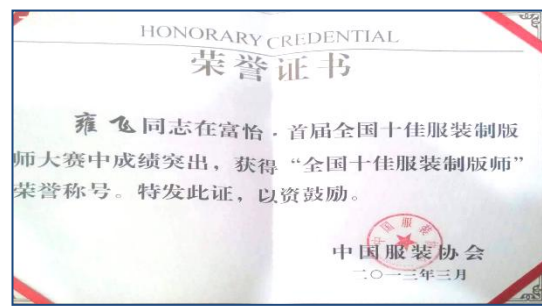 HONORARY CREDENTIAL
荣誉证书
雍飞同志在富怡·首届全国十佳服装制版
师大赛中成绩突出，获得“全国十佳服装制版师”
荣誉称号。特发此证，以资鼓励。
中国服装协会
二〇一三年三月